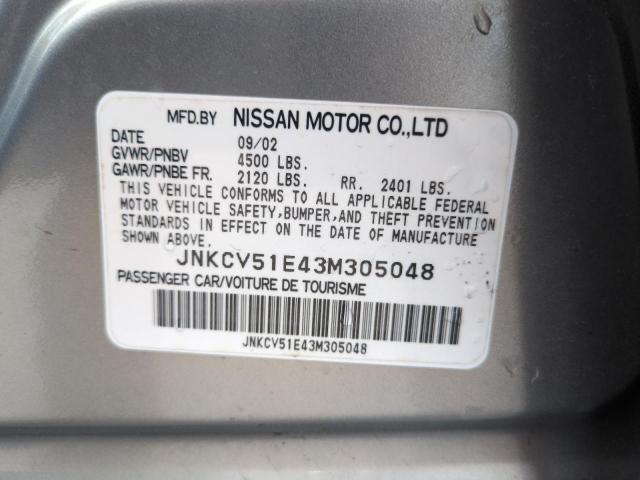 MFD.BY NISSAN MOTOR CO.,LTD
DATE 09/02
GVWR/PNBV 4500 LBS.
GAWR/PNBE FR. 2120 LBS. RR. 2401 LBS.
THIS VEHICLE CONFORMS TO ALL APPLICABLE FEDERAL
MOTOR VEHICLE SAFETY,BUMPER,AND THEFT PREVENTION
STANDARDS IN EFFECT ON THE DATE OF MANUFACTURE
SHOWN ABOVE.
JNKCV51E43M305048
PASSENGER CAR/VOITURE DE TOURISME
JNKCV51E43M305048